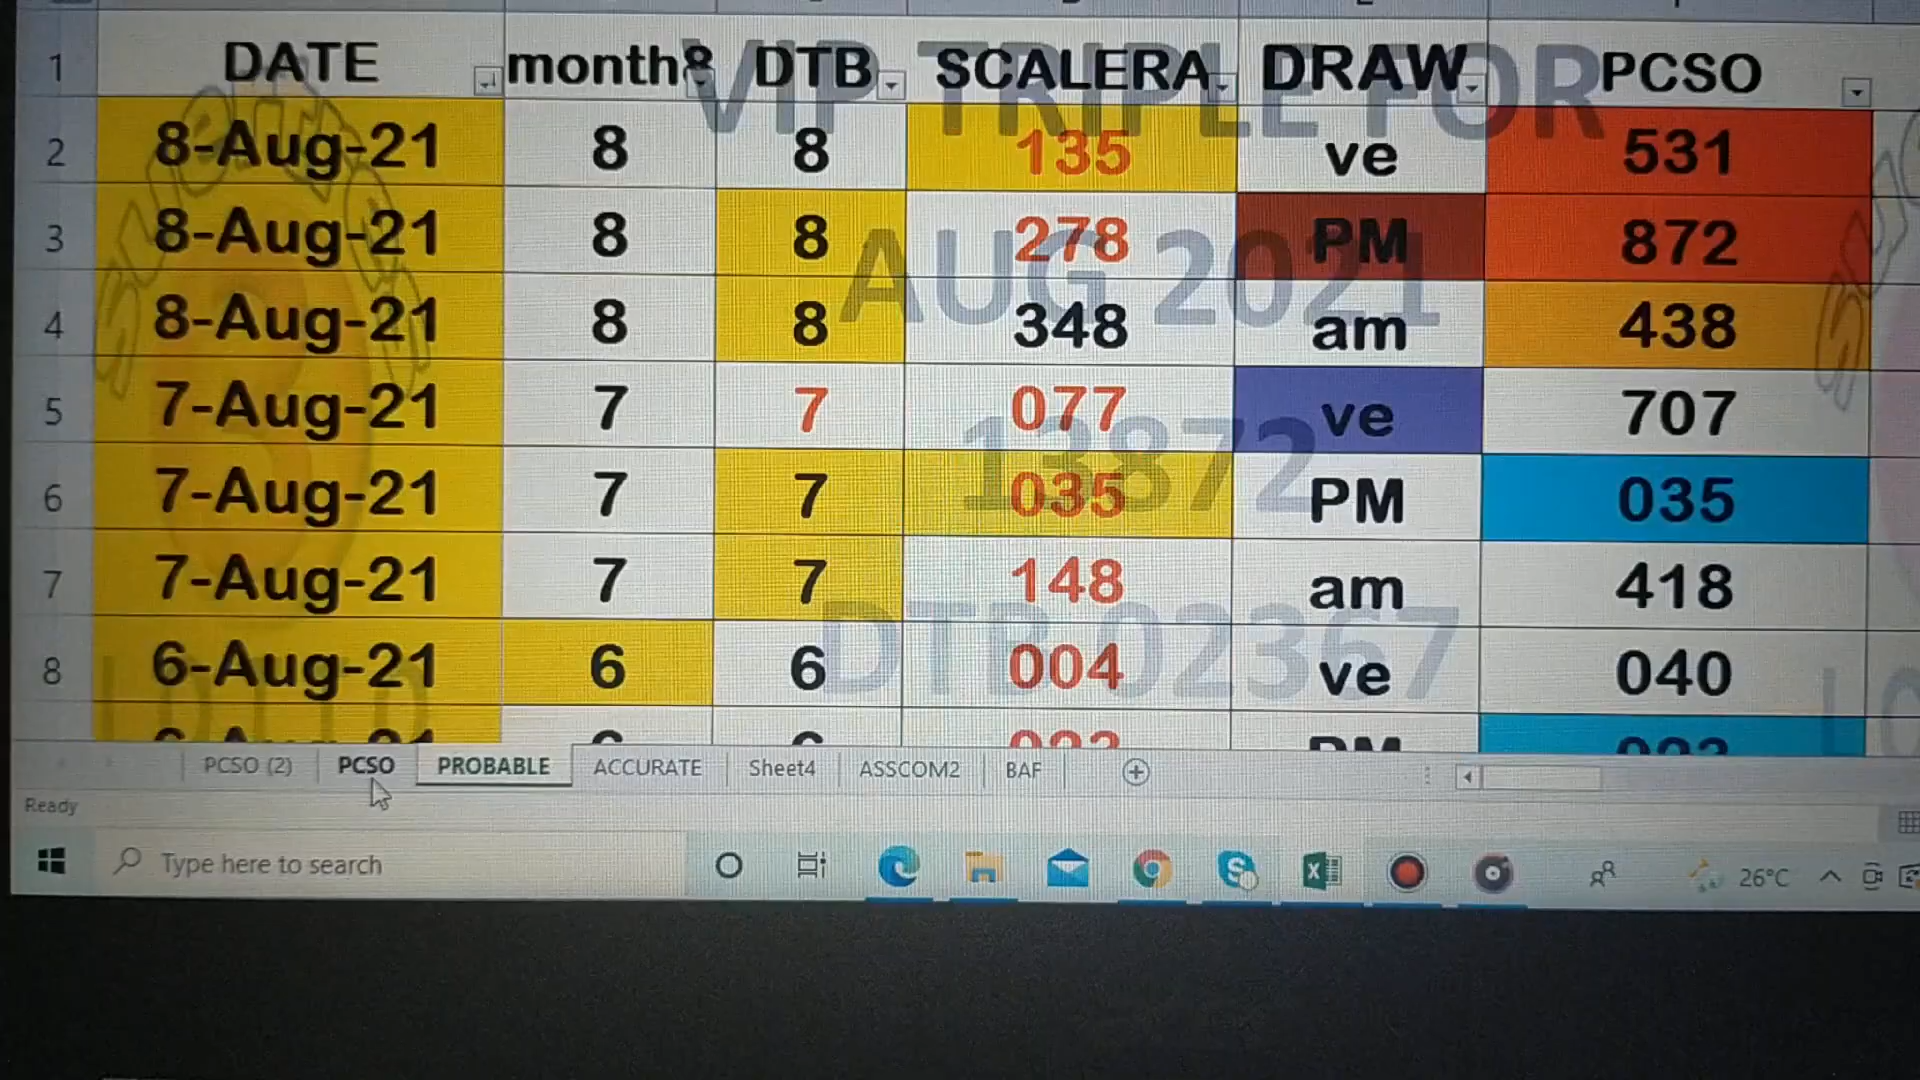 1 DATE month8 DTB SCALERA DRAW PCSO
VIP TRIPLE FOR
2 8-Aug-21 8 8 135 ve 531
3 8-Aug-21 8 8 278 PM 872
AUG 2021
4 8-Aug-21 8 8 348 am 438
5 7-Aug-21 7 7 077 ve 707
13872
6 7-Aug-21 7 7 035 PM 035
7 7-Aug-21 7 7 148 am 418
DTB 02367
8 6-Aug-21 6 6 004 ve 040
PCSO (2) PCSO PROBABLE ACCURATE Sheet4 ASSCOM2 BAF
Ready
Type here to search 26°C